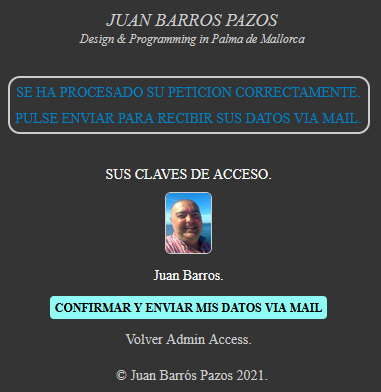 JUAN BARROS PAZOS
Design & Programming in Palma de Mallorca
SE HA PROCESADO SU PETICION CORRECTAMENTE.
PULSE ENVIAR PARA RECIBIR SUS DATOS VIA MAIL.
SUS CLAVES DE ACCESO.
Juan Barros.
CONFIRMAR Y ENVIAR MIS DATOS VIA MAIL
Volver Admin Access.
© Juan Barrós Pazos 2021.